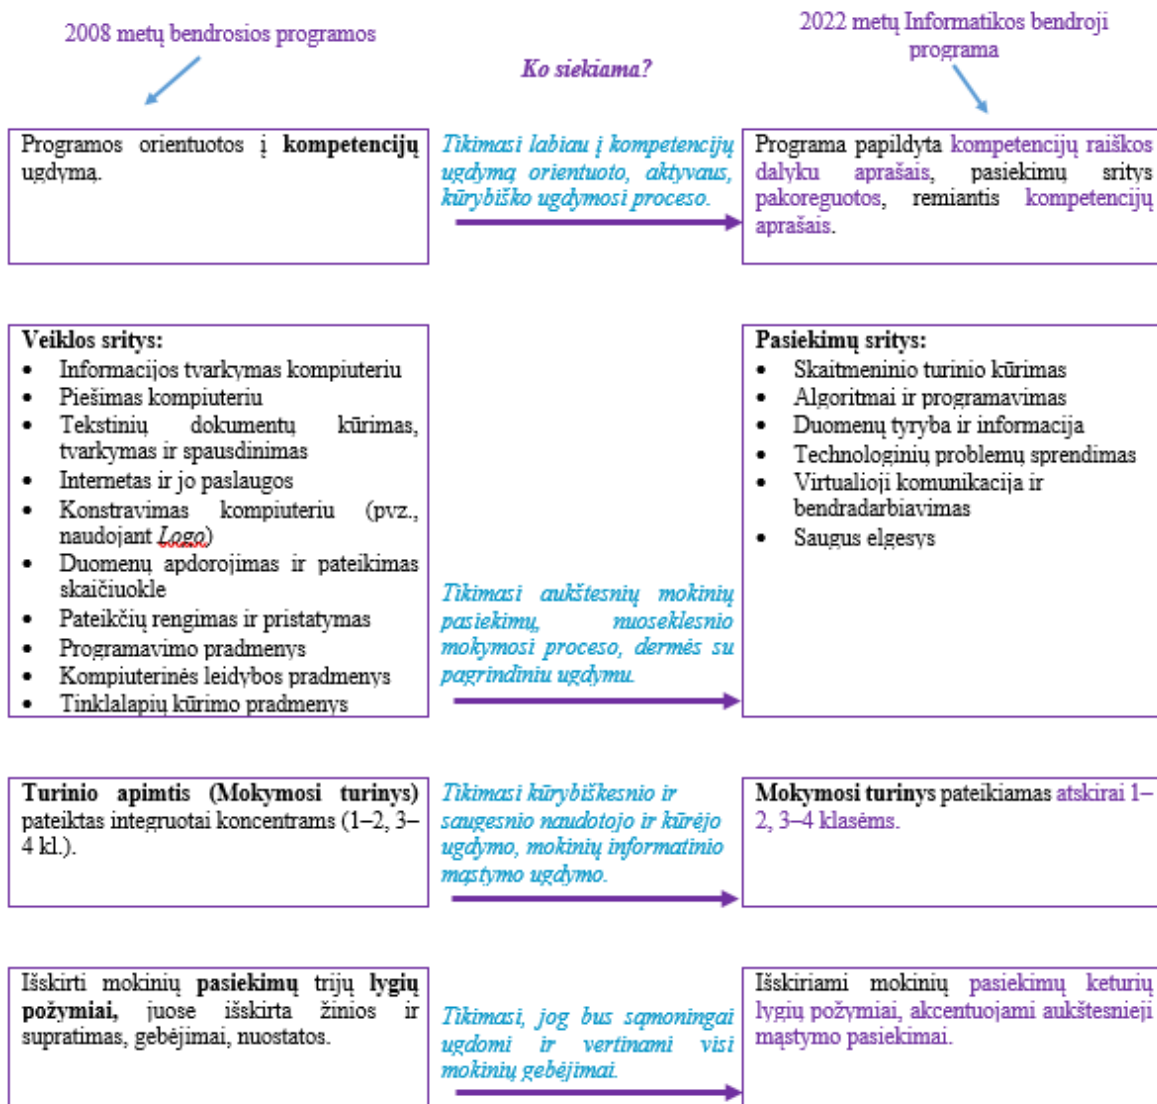 2008 metų bendrosios programos
2022 metų Informatikos bendroji
programa
Ko siekiama?
Programos orientuotos į kompetencijų
ugdymą.
Tikimasi labiau į kompetencijų
ugdymą orientuoto, aktyvaus,
kūrybiško ugdymosi proceso.
Programa papildyta kompetencijų raiškos
dalyku aprašais, pasiekimų sritys
pakoreguotos, remiantis kompetencijų
aprašais.
Veiklos sritys:
• Informacijos tvarkymas kompiuteriu
• Piešimas kompiuteriu
• Tekstinių dokumentų kūrimas,
tvarkymas ir spausdinimas
• Internetas ir jo paslaugos
• Konstravimas kompiuteriu (pvz.,
naudojant Logo)
• Duomenų apdorojimas ir pateikimas
skaičiuokle
• Pateikčių rengimas ir pristatymas
• Programavimo pradmenys
• Kompiuterinės leidybos pradmenys
• Tinklalapių kūrimo pradmenys
Tikimasi aukštesnių mokinių
pasiekimų, nuoseklesnio
mokymosi proceso, dermės su
pagrindiniu ugdymu.
Pasiekimų sritys:
• Skaitmeninio turinio kūrimas
• Algoritmai ir programavimas
• Duomenų tyryba ir informacija
• Technologinių problemų sprendimas
• Virtualioji komunikacija ir
bendradarbiavimas
• Saugus elgesys
Turinio apimtis (Mokymosi turinys)
pateiktas integruotai koncentrams (1–2, 3–
4 kl.).
Tikimasi kūrybiškesnio ir
saugesnio naudotojo ir kūrėjo
ugdymo, mokinių informatinio
mąstymo ugdymo.
Mokymosi turinys pateikiamas atskirai 1–
2, 3–4 klasėms.
Išskirti mokinių pasiekimų trijų lygių
požymiai, juose išskirta žinios ir
supratimas, gebėjimai, nuostatos.
Tikimasi, jog bus sąmoningai
ugdomi ir vertinami visi
mokinių gebėjimai.
Išskiriami mokinių pasiekimų keturių
lygių požymiai, akcentuojami aukštesnieji
mąstymo pasiekimai.